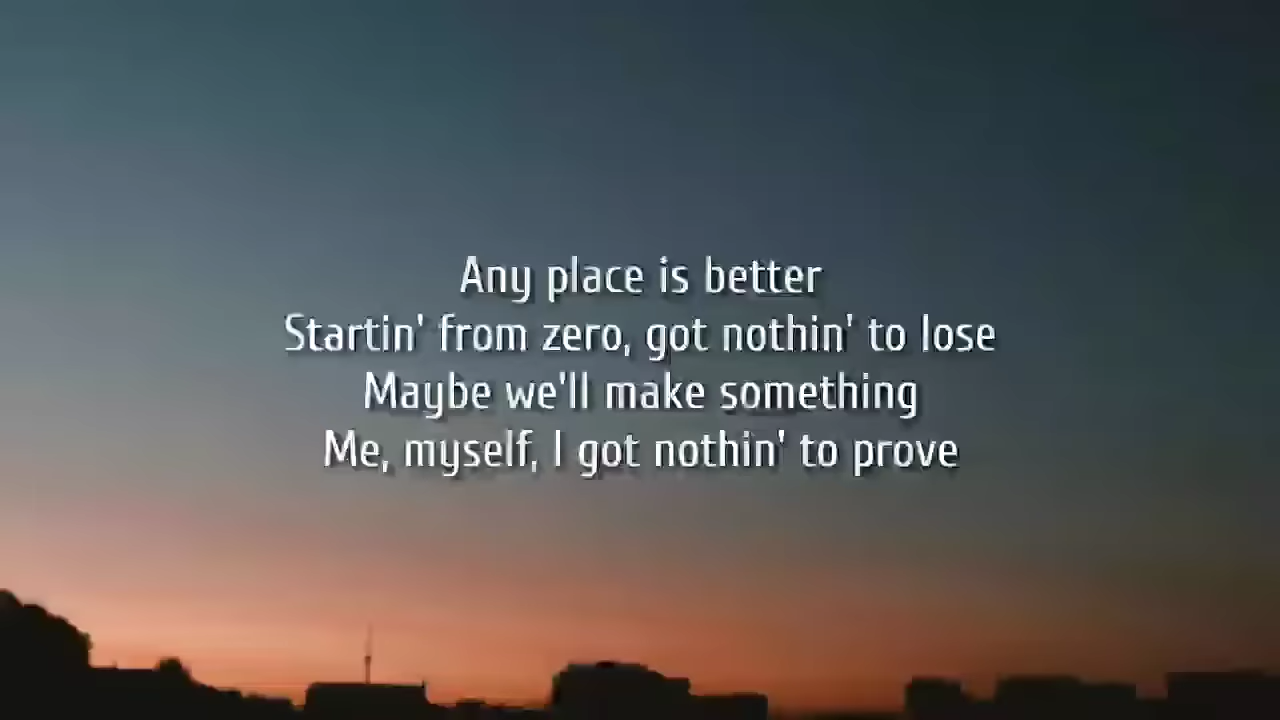 Any place is better
Startin' from zero, got nothin' to lose
Maybe we'll make something
Me, myself, I got nothin' to prove